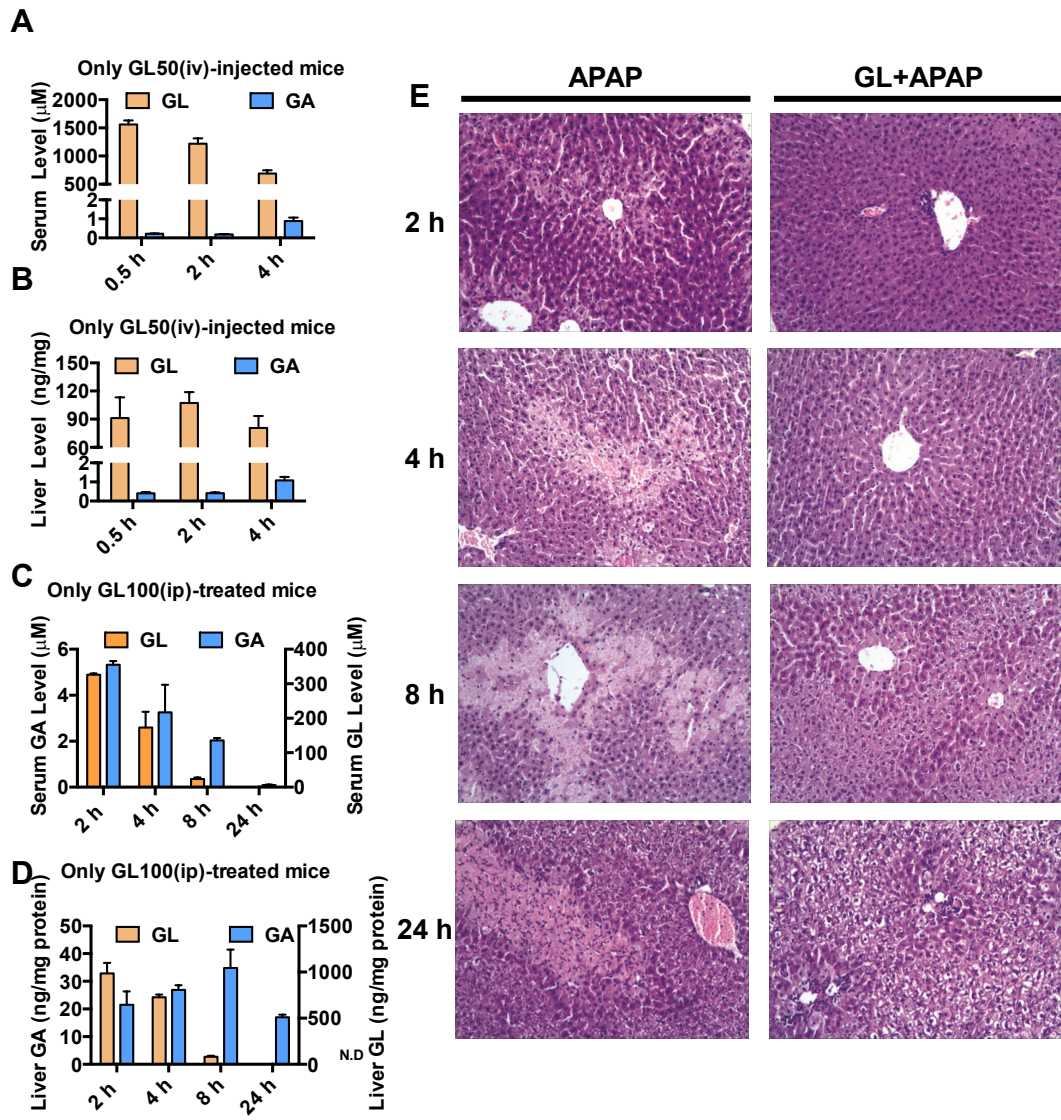 A
Only GL50(iv)-injected mice
GL GA
Serum Level (μM)
2000
1500
1000
500
2
1
0
0.5 h 2 h 4 h
B
Only GL50(iv)-injected mice
GL GA
Liver Level (ng/mg)
150
120
90
60
2
1
0
0.5 h 2 h 4 h
C
Only GL100(ip)-treated mice
GL GA
Serum GA Level (μM)
6
4
2
0
400
300
200
100
0
Serum GL Level (μM)
2 h 4 h 8 h 24 h
D
Only GL100(ip)-treated mice
GL GA
Liver GA (ng/mg protein)
50
40
30
20
10
0
1500
1000
500
0
N.D
Liver GL (ng/mg protein)
2 h 4 h 8 h 24 h
E
APAP GL+APAP
2 h
4 h
8 h
24 h